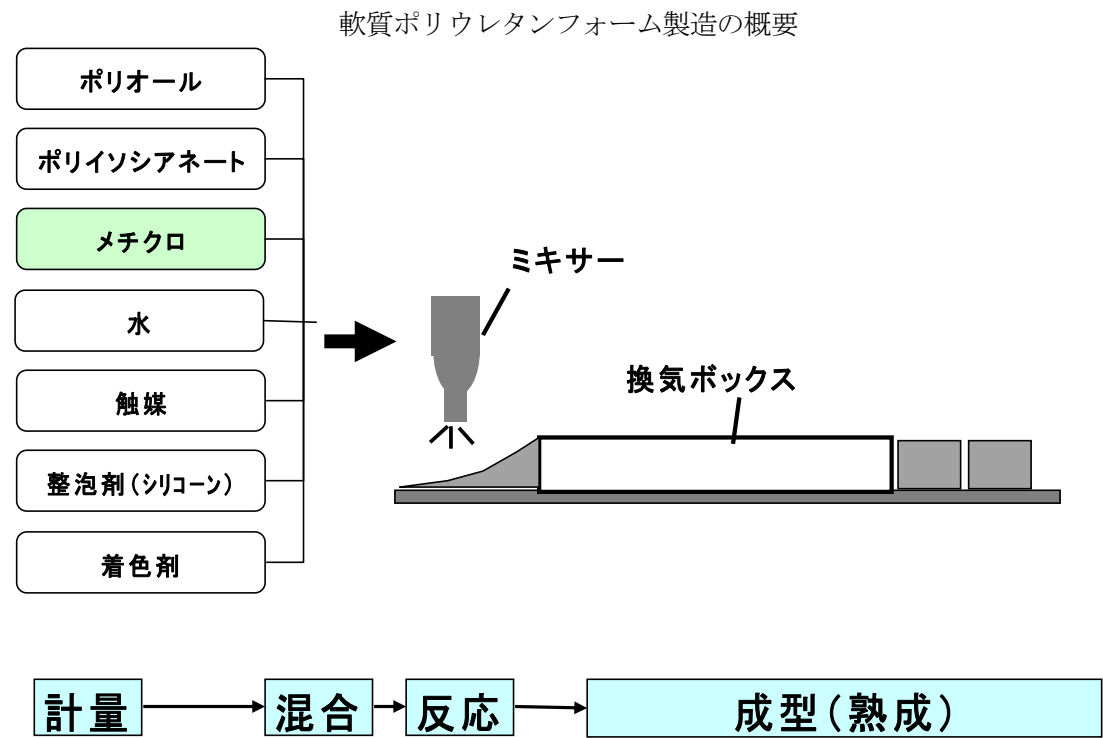 軟質ポリウレタンフォーム製造の概要
ポリオール
ポリイソシアネート
メチクロ
水
触媒
整泡剤(シリコーン)
着色剤
ミキサー
換気ボックス
計量
混合
反応
成型(熟成)